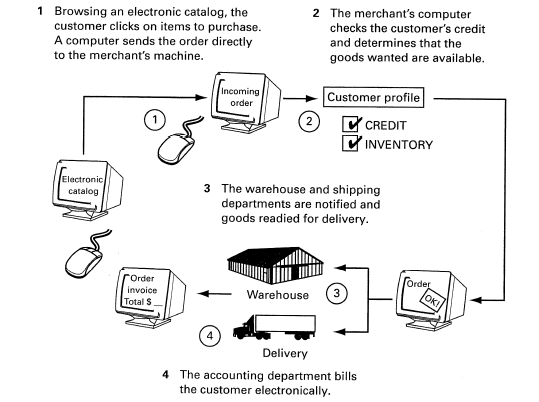 1 Browsing an electronic catalog, the
customer clicks on items to purchase.
A computer sends the order directly
to the merchant's machine.
2 The merchant's computer
checks the customer's credit
and determines that the
goods wanted are available.
Incoming
order
Customer profile
1
2
CREDIT
INVENTORY
Electronic
catalog
3 The warehouse and shipping
departments are notified and
goods readied for delivery.
Order
invoice
Total $ __
Warehouse
3
Order
OK!
4
Delivery
4 The accounting department bills
the customer electronically.